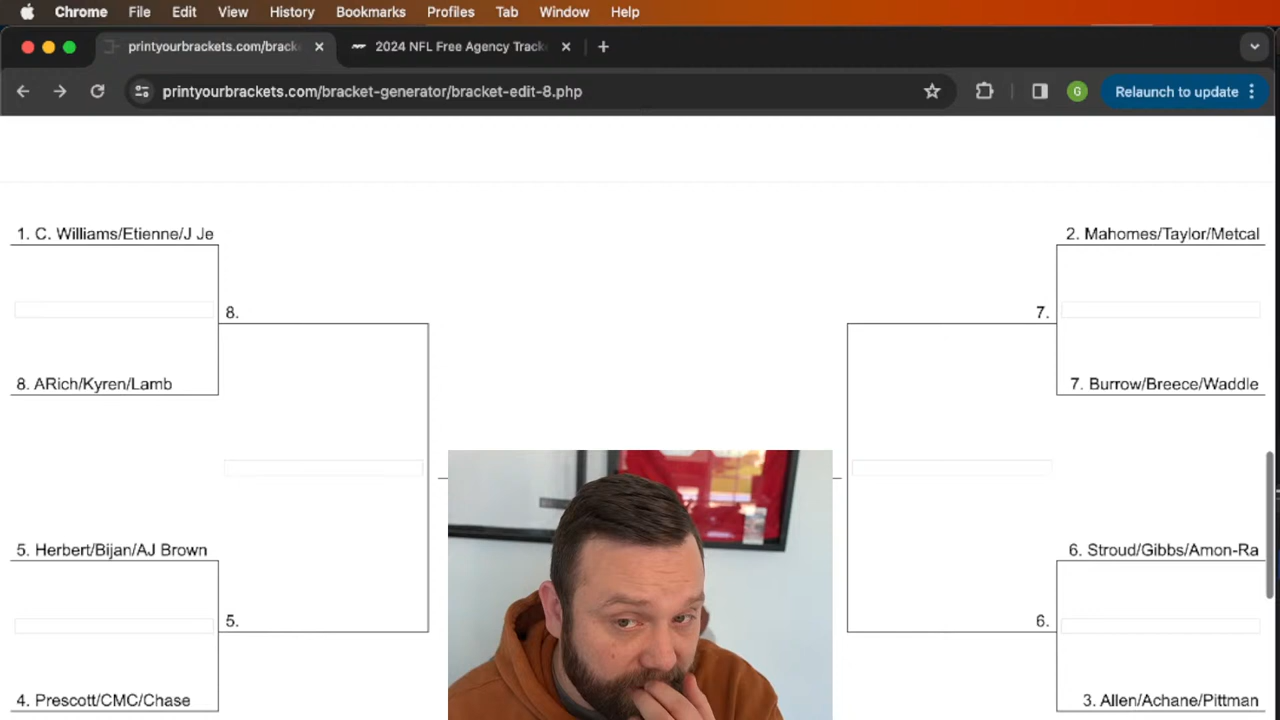 Chrome File Edit View History Bookmarks Profiles Tab Window Help
printyourbrackets.com/brack
2024 NFL Free Agency Track
printyourbrackets.com/bracket-generator/bracket-edit-8.php
G
Relaunch to update
1. C. Williams/Etienne/J Je
2. Mahomes/Taylor/Metcal
8.
7.
8. ARich/Kyren/Lamb
7. Burrow/Breece/Waddle
5. Herbert/Bijan/AJ Brown
6. Stroud/Gibbs/Amon-Ra
5.
6.
4. Prescott/CMC/Chase
3. Allen/Achane/Pittman